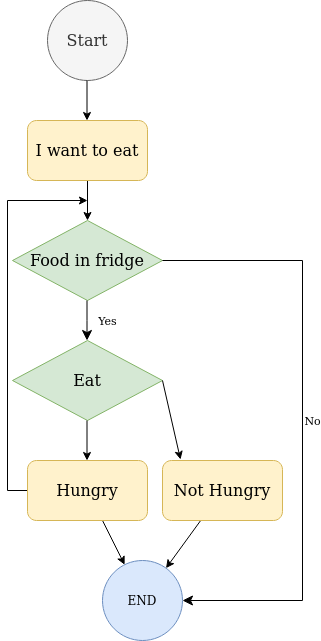 Start
I want to eat
Food in fridge
Yes
Eat
No
Hungry
Not Hungry
END